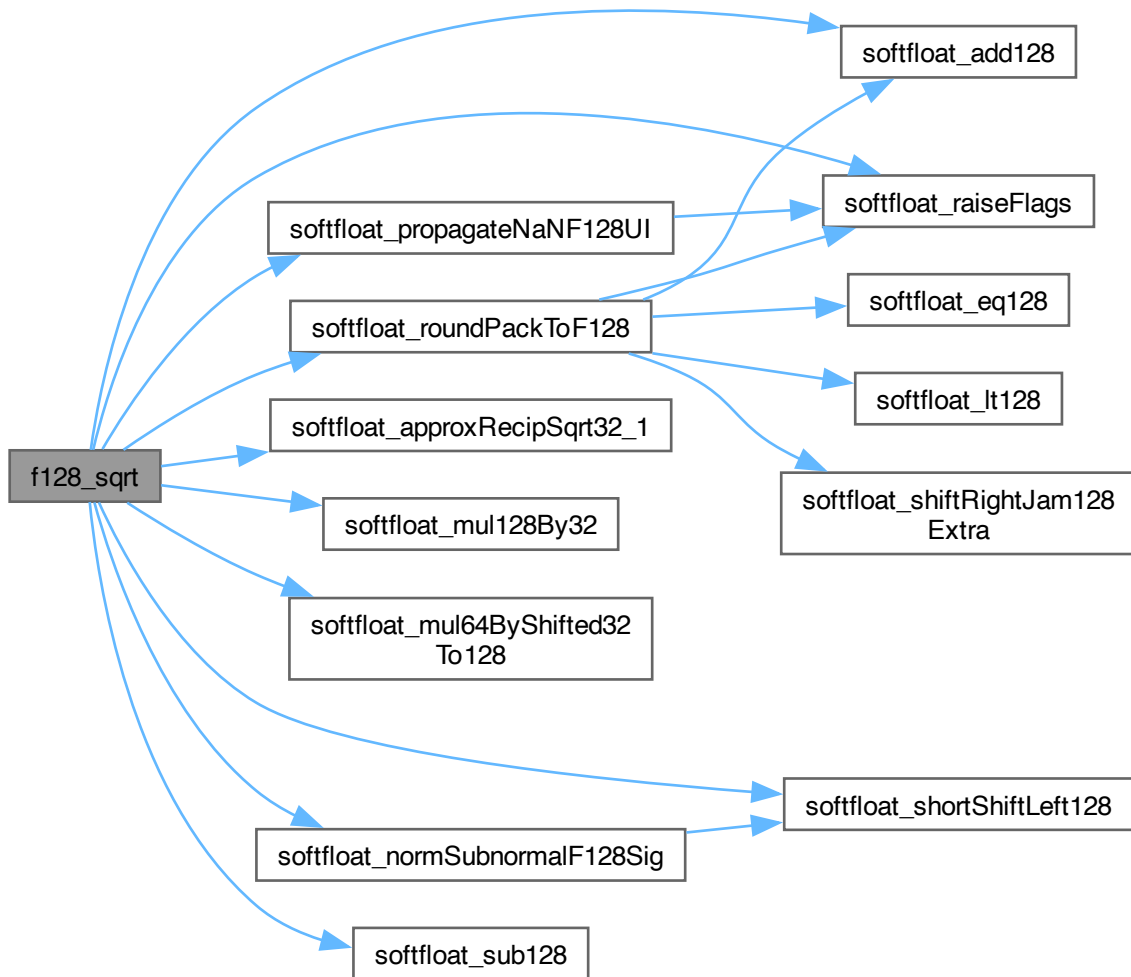 softfloat_add128
softfloat_raiseFlags
softfloat_propagateNaNF128UI
softfloat_eq128
softfloat_roundPackToF128
softfloat_lt128
softfloat_approxRecipSqrt32_1
f128_sqrt
softfloat_shiftRightJam128
Extra
softfloat_mul128By32
softfloat_mul64ByShifted32
To128
softfloat_shortShiftLeft128
softfloat_normSubnormalF128Sig
softfloat_sub128